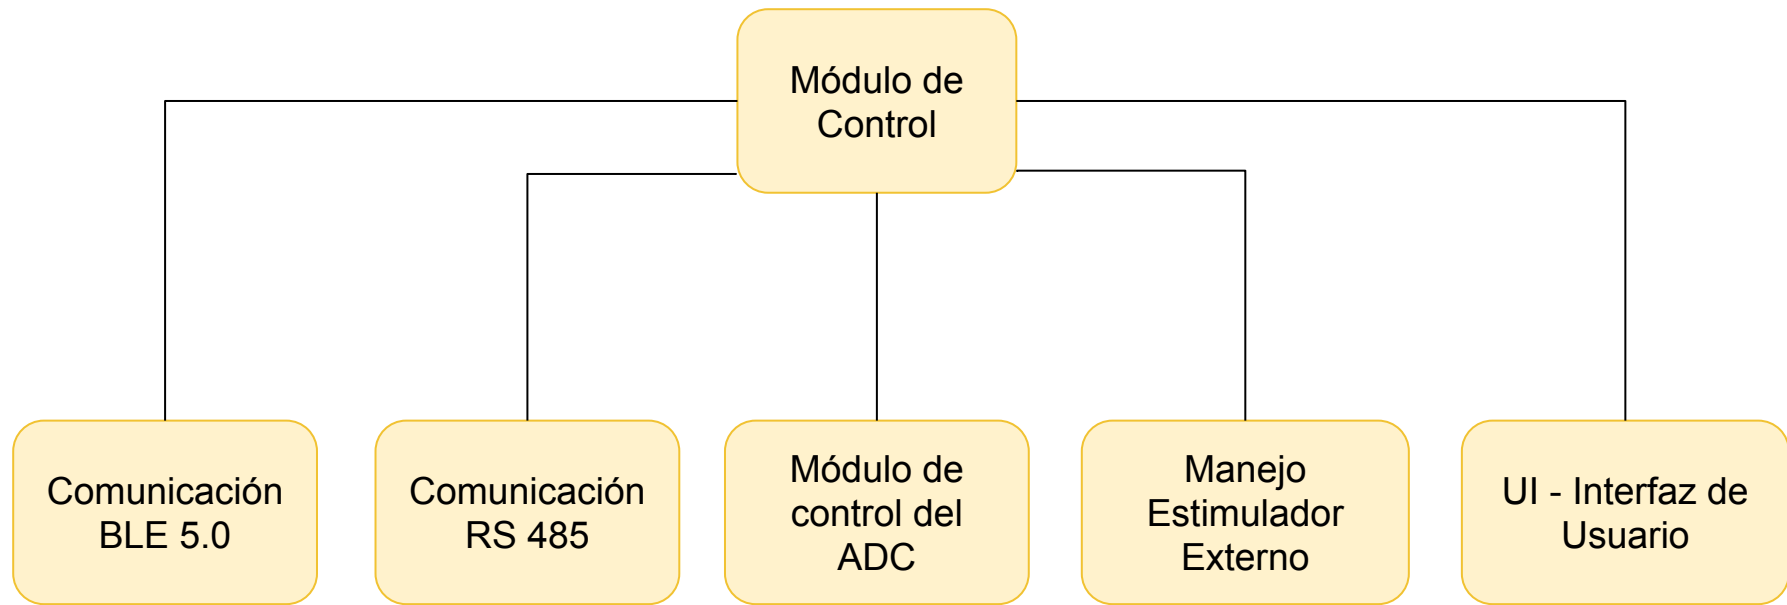 Módulo de
Control
Comunicación
BLE 5.0
Comunicación
RS 485
Módulo de
control del
ADC
Manejo
Estimulador
Externo
UI - Interfaz de
Usuario